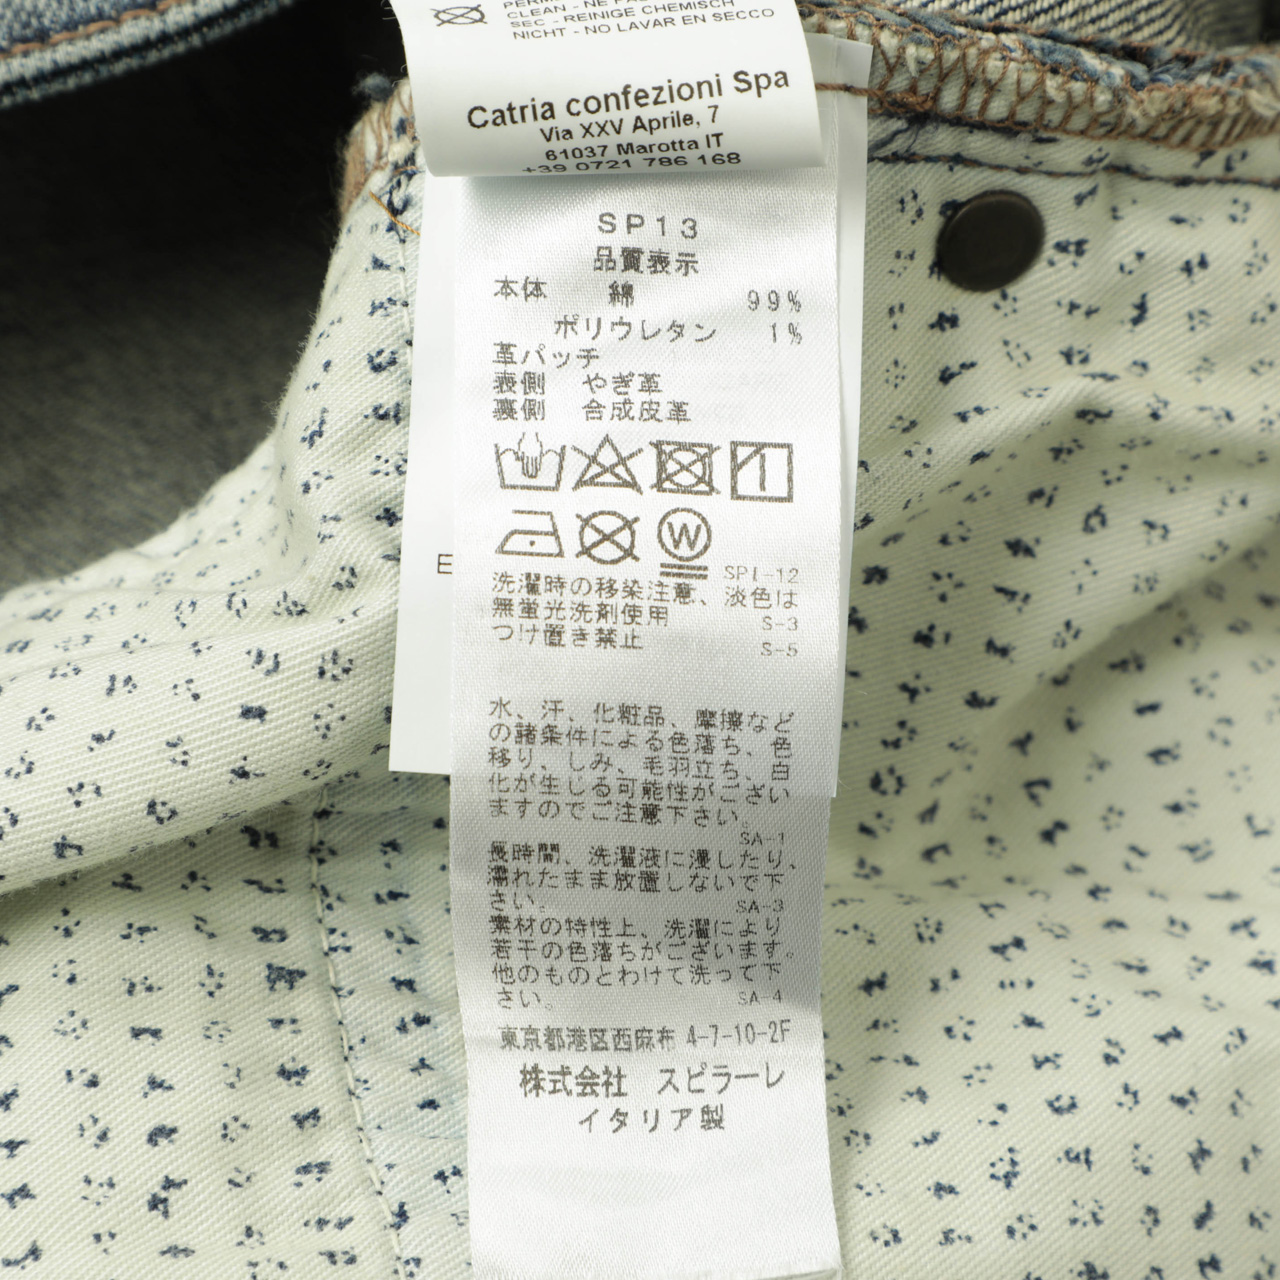 CLEAN - NE PAS
SEC - REINIGE CHEMISCH
NICHT - NO LAVAR EN SECCO
Catria confezioni Spa
Via XXV Aprile, 7
61037 Marotta IT
+39 0721 786 168
SP13
品質表示
本体 綿 99%
ポリウレタン 1%
革パッチ
表側 やぎ革
裏側 合成皮革
W
E
SPI-12
洗濯時の移染注意、淡色は
無蛍光洗剤使用 S-3
つけ置き禁止 S-5
水、汗、化粧品、摩擦など
の諸条件による色落ち、色
移り、しみ、毛羽立ち、白
化が生じる可能性がござい
ますのでご注意下さい。
SA-1
長時間、洗濯液に浸したり、
濡れたまま放置しないで下
さい。 SA-3
素材の特性上、洗濯により
若干の色落ちがございます。
他のものとわけて洗って下
さい。 SA-4
東京都港区西麻布 4-7-10-2F
株式会社 スピラーレ
イタリア製